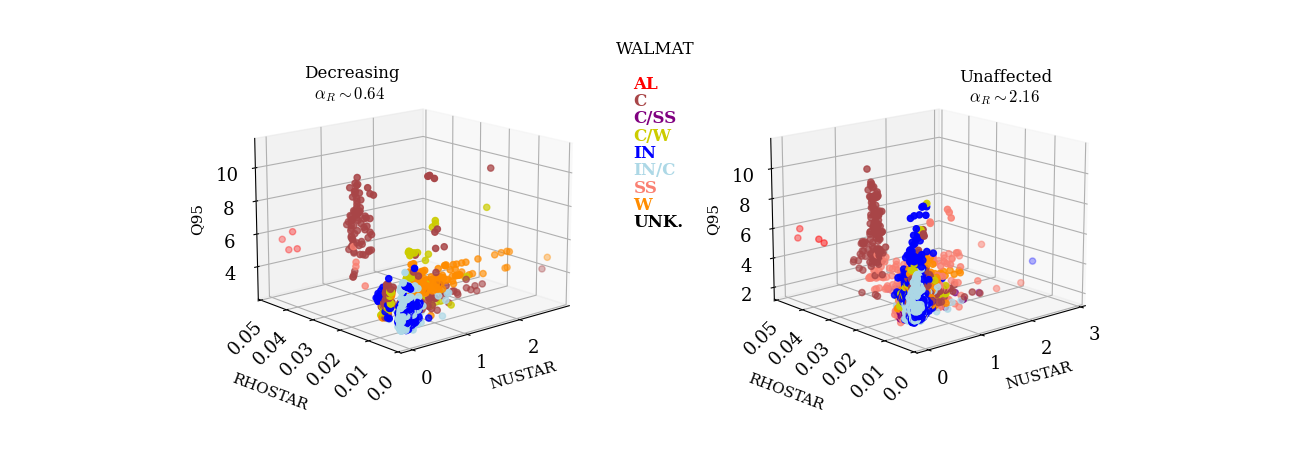 WALMAT
Decreasing
α_R ~ 0.64
Unaffected
α_R ~ 2.16
AL
C
C/SS
C/W
IN
IN/C
SS
W
UNK.
Q95
10
8
6
4
0.05
0.04
0.03
0.02
0.01
0.0
RHOSTAR
0
1
2
NUSTAR
Q95
10
8
6
4
2
0.05
0.04
0.03
0.02
0.01
0.0
RHOSTAR
0
1
2
3
NUSTAR